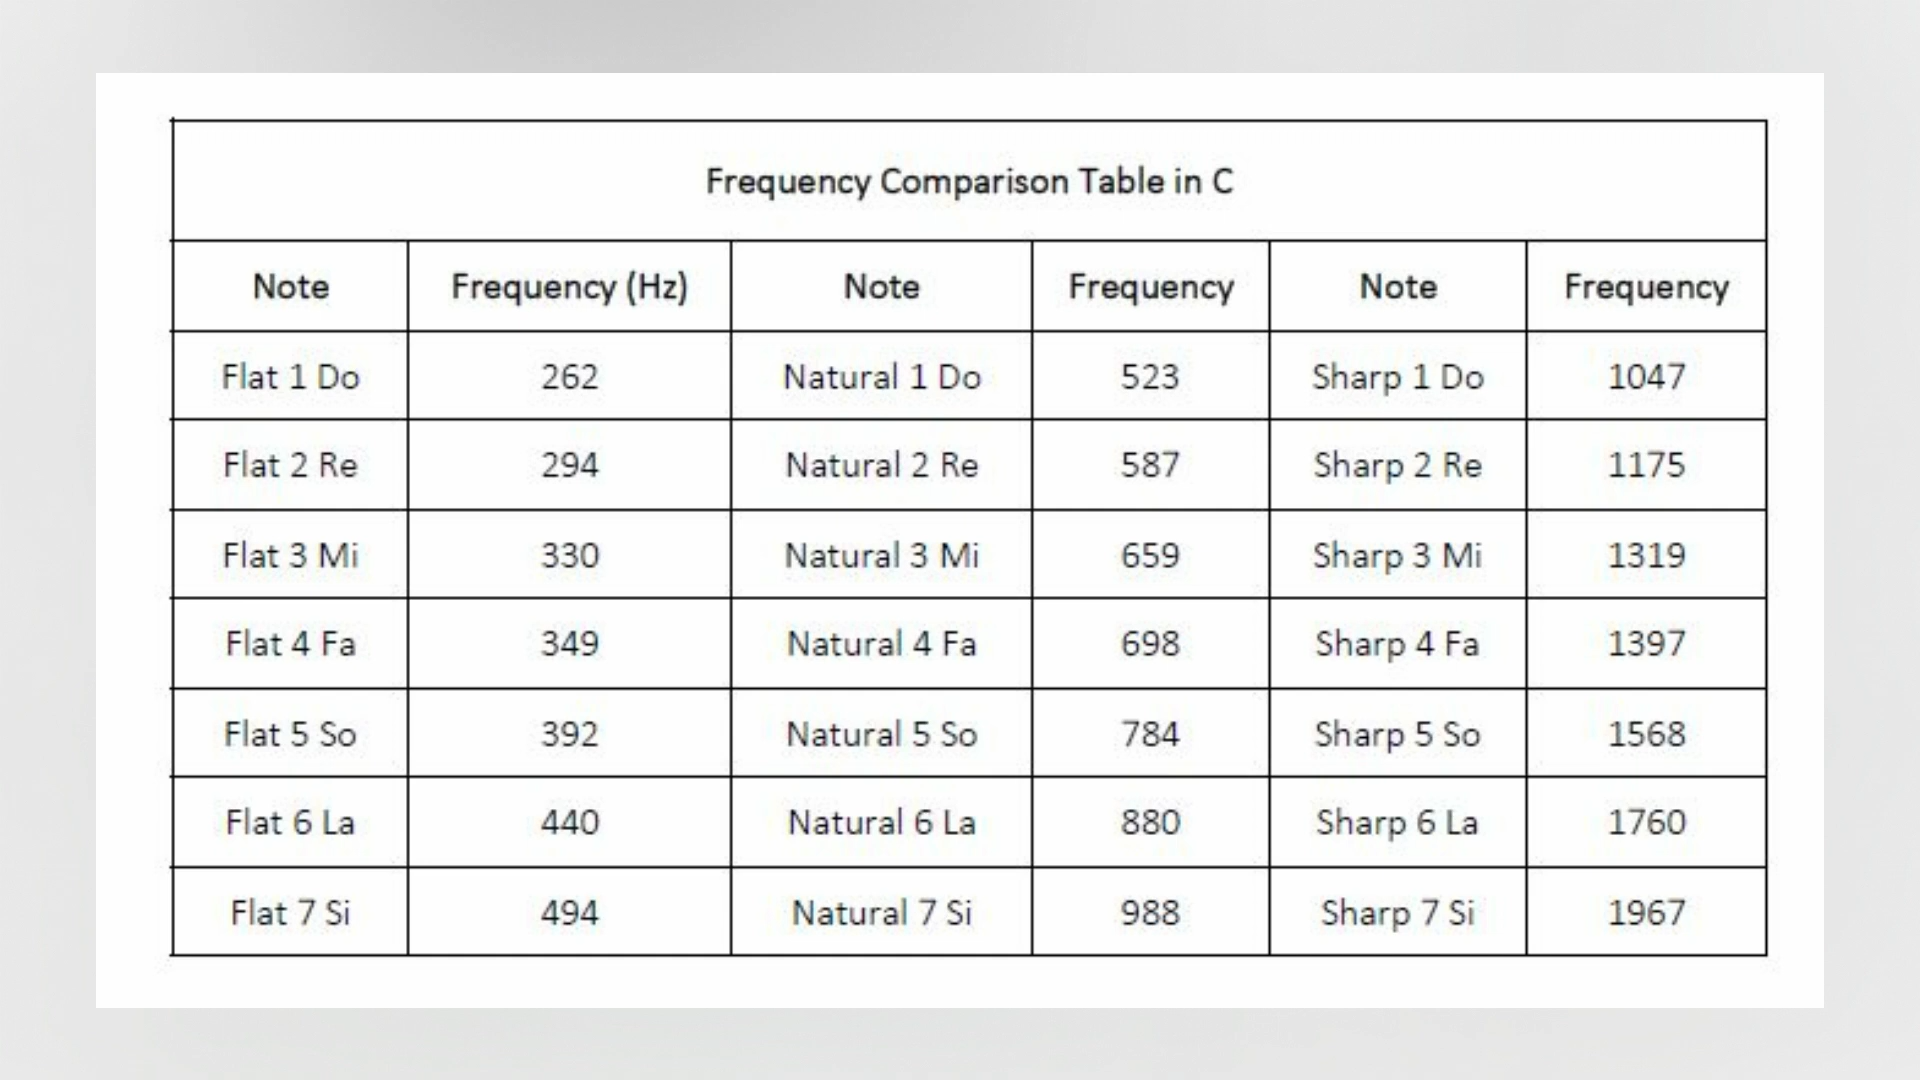 Frequency Comparison Table in C
Note Frequency (Hz) Note Frequency Note Frequency
Flat 1 Do 262 Natural 1 Do 523 Sharp 1 Do 1047
Flat 2 Re 294 Natural 2 Re 587 Sharp 2 Re 1175
Flat 3 Mi 330 Natural 3 Mi 659 Sharp 3 Mi 1319
Flat 4 Fa 349 Natural 4 Fa 698 Sharp 4 Fa 1397
Flat 5 So 392 Natural 5 So 784 Sharp 5 So 1568
Flat 6 La 440 Natural 6 La 880 Sharp 6 La 1760
Flat 7 Si 494 Natural 7 Si 988 Sharp 7 Si 1967